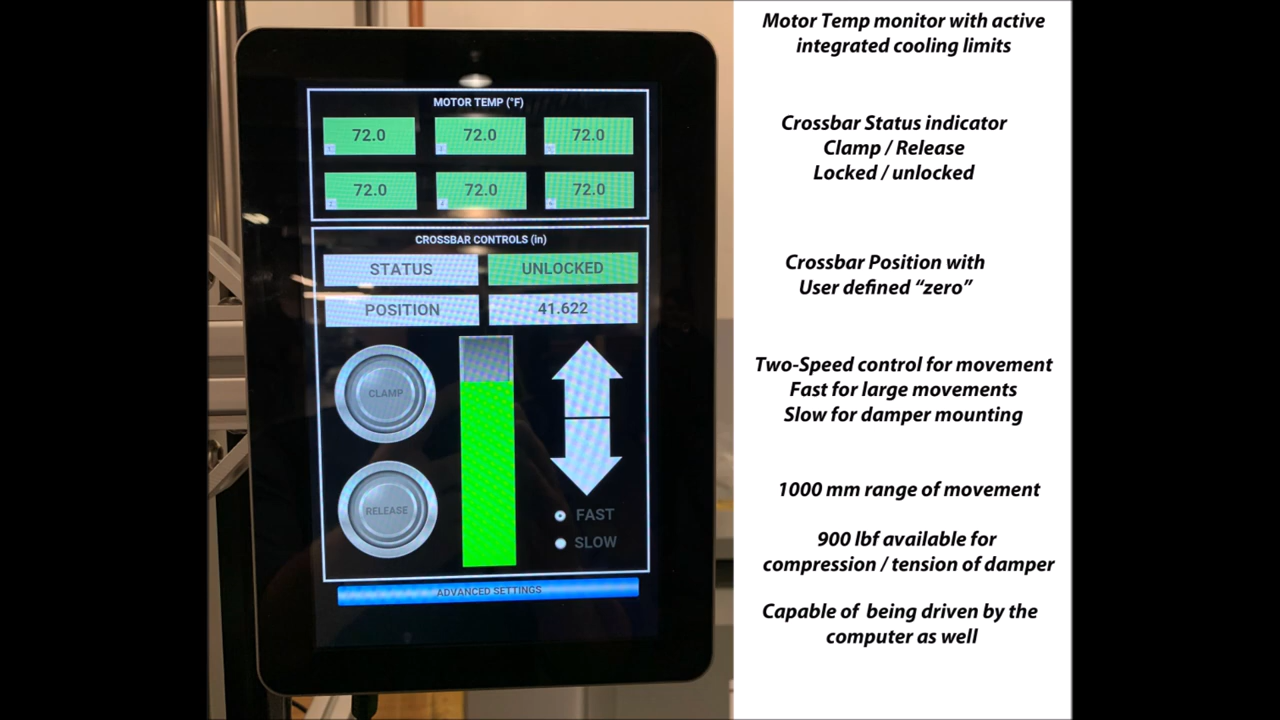 MOTOR TEMP (°F)
72.0 72.0 72.0
72.0 72.0 72.0
CROSSBAR CONTROLS (in)
STATUS UNLOCKED
POSITION 41.622
CLAMP
RELEASE
FAST
SLOW
ADVANCED SETTINGS
Motor Temp monitor with active
integrated cooling limits
Crossbar Status indicator
Clamp / Release
Locked / unlocked
Crossbar Position with
User defined “zero”
Two-Speed control for movement
Fast for large movements
Slow for damper mounting
1000 mm range of movement
900 lbf available for
compression / tension of damper
Capable of being driven by the
computer as well